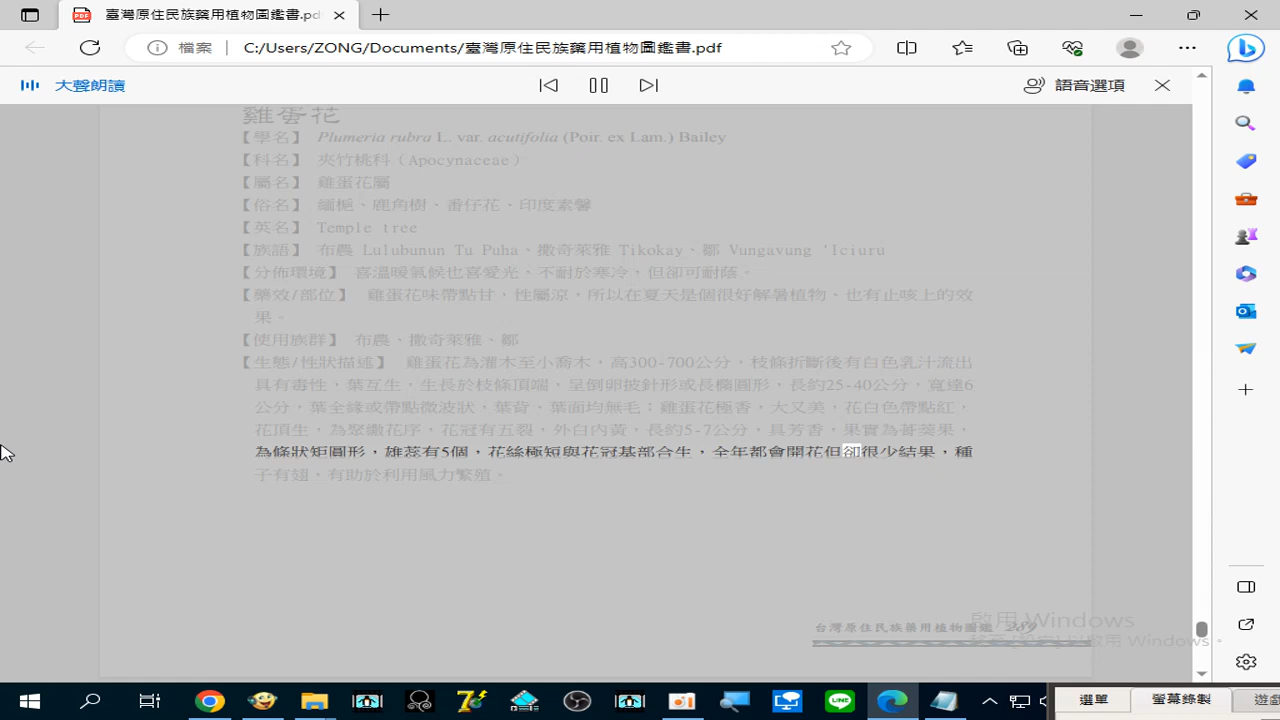 臺灣原住民族藥用植物圖鑑書.pdf
檔案 C:/Users/ZONG/Documents/臺灣原住民族藥用植物圖鑑書.pdf
大聲朗讀
語音選項
雞蛋花
【學名】 Plumeria rubra L. var. acutifolia (Poir. ex Lam.) Bailey
【科名】 夾竹桃科（Apocynaceae）
【屬名】 雞蛋花屬
【俗名】 緬梔、鹿角樹、番仔花、印度素馨
【英名】 Temple tree
【族語】 布農 Lulubunun Tu Puha、撒奇萊雅 Tikokay、鄒 Vungavung 'Iciuru
【分佈環境】 喜溫暖氣候也喜愛光、不耐於寒冷，但卻可耐蔭。
【藥效/部位】 雞蛋花味帶點甘，性屬涼，所以在夏天是個很好解暑植物、也有止咳上的效
果。
【使用族群】 布農、撒奇萊雅、鄒
【生態/性狀描述】 雞蛋花為灌木至小喬木，高300-700公分，枝條折斷後有白色乳汁流出
具有毒性，葉互生，生長於枝條頂端，呈倒卵披針形或長橢圓形，長約25-40公分，寬達6
公分，葉全緣或帶點微波狀，葉背、葉面均無毛；雞蛋花極香，大又美，花白色帶點紅，
花頂生，為聚繖花序，花冠有五裂，外白內黃，長約5-7公分，具芳香，果實為蓇葖果，
為條狀矩圓形，雄蕊有5個，花絲極短與花冠基部合生，全年都會開花但卻很少結果，種
子有翅，有助於利用風力繁殖。
台灣原住民族藥用植物圖鑑 289
啟用 Windows
移至 [設定] 以啟用 Windows。
選單
螢幕錄製
遊戲